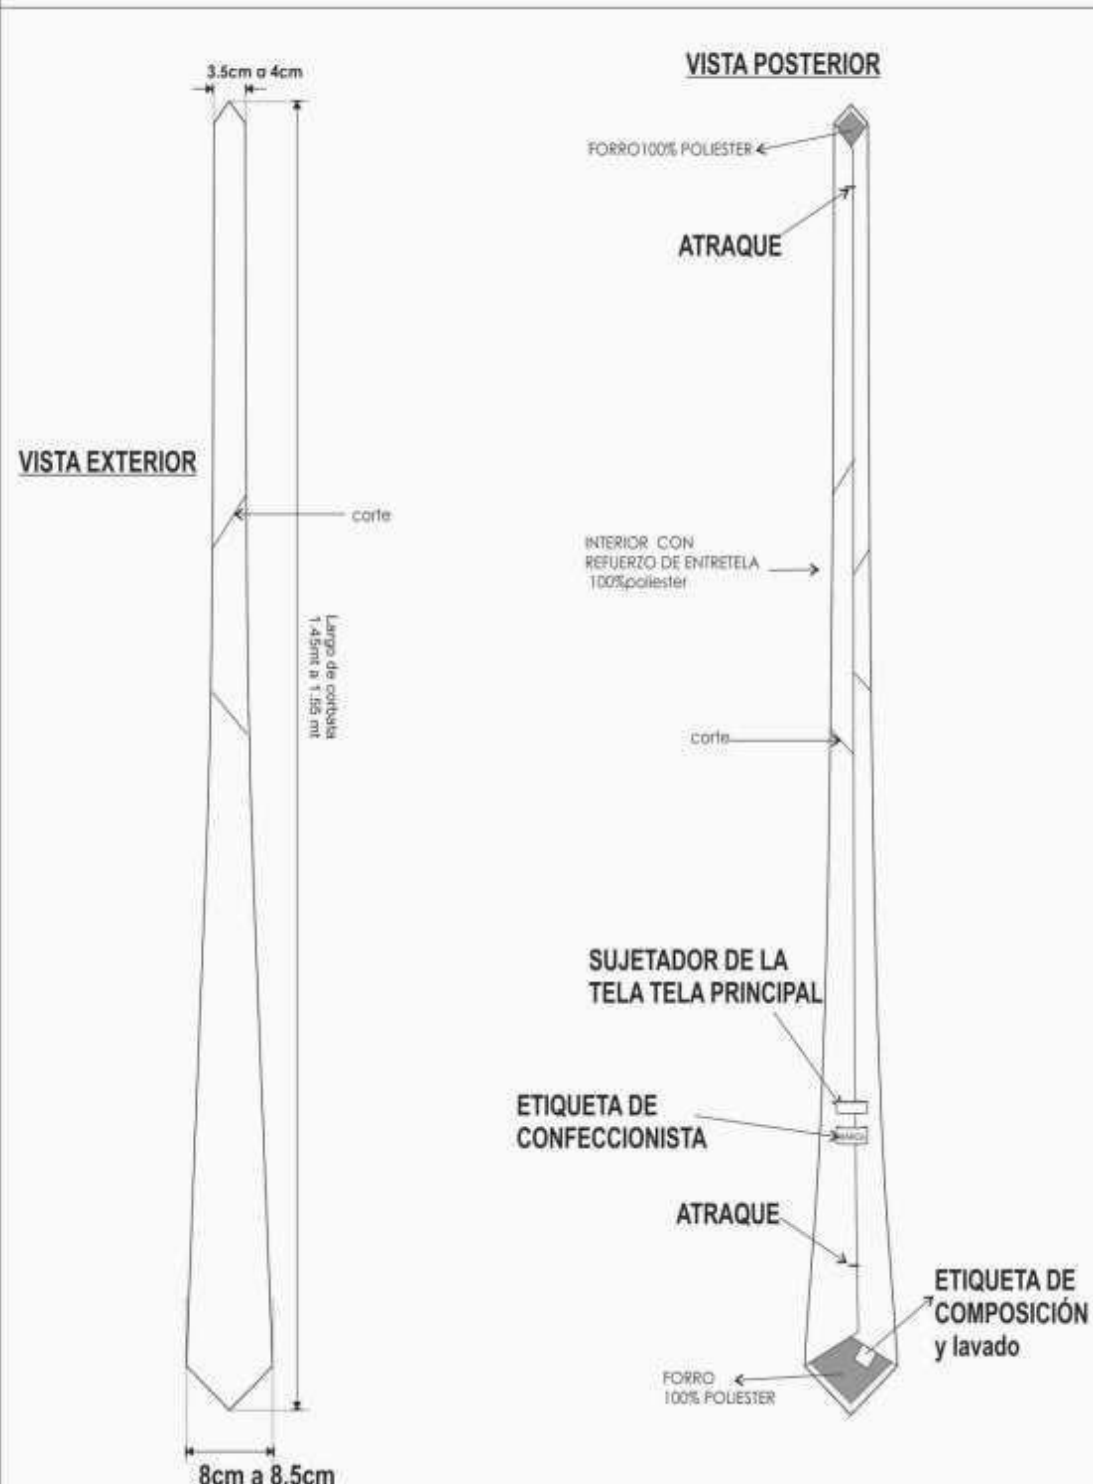 3.5cm a 4cm
VISTA EXTERIOR
corte
Largo de corbata
1.45mt a 1.55 mt
8cm a 8.5cm
VISTA POSTERIOR
FORRO100% POLIESTER
ATRAQUE
INTERIOR CON
REFUERZO DE ENTRETELA
100%poliester
corte
SUJETADOR DE LA
TELA TELA PRINCIPAL
ETIQUETA DE
CONFECCIONISTA
ATRAQUE
ETIQUETA DE
COMPOSICIÓN
y lavado
FORRO
100% POLIESTER